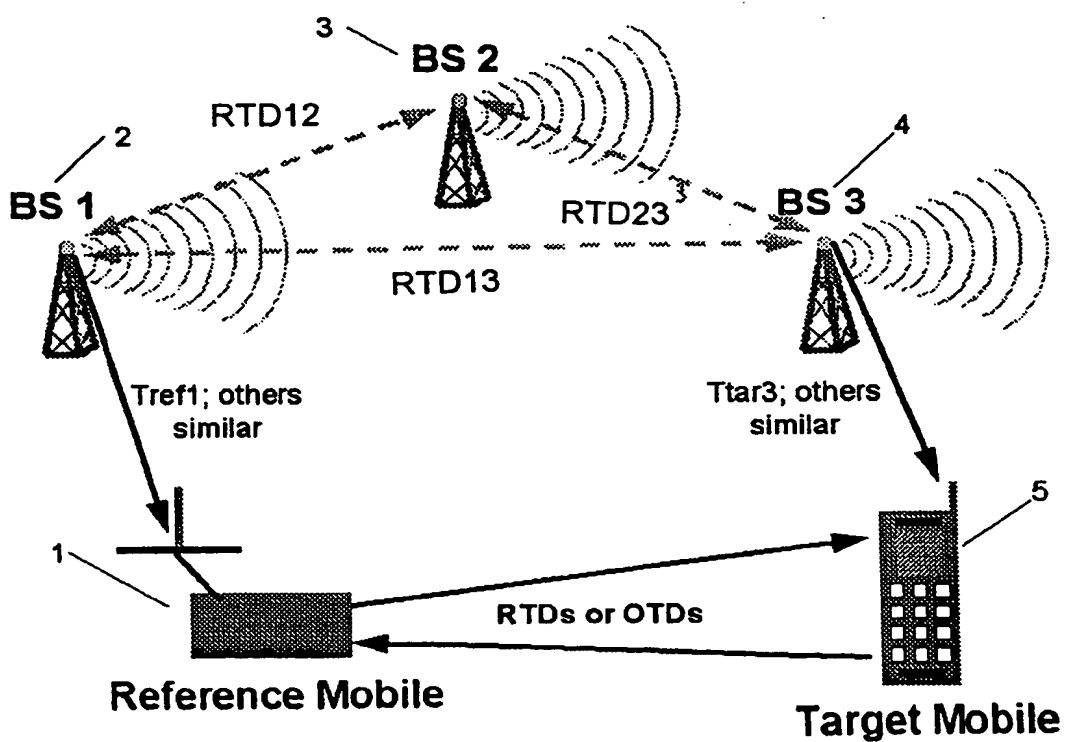 3
BS 2
RTD12
2
4
BS 1
BS 3
RTD23
RTD13
Tref1; others
similar
Ttar3; others
similar
5
1
RTDs or OTDs
Reference Mobile
Target Mobile